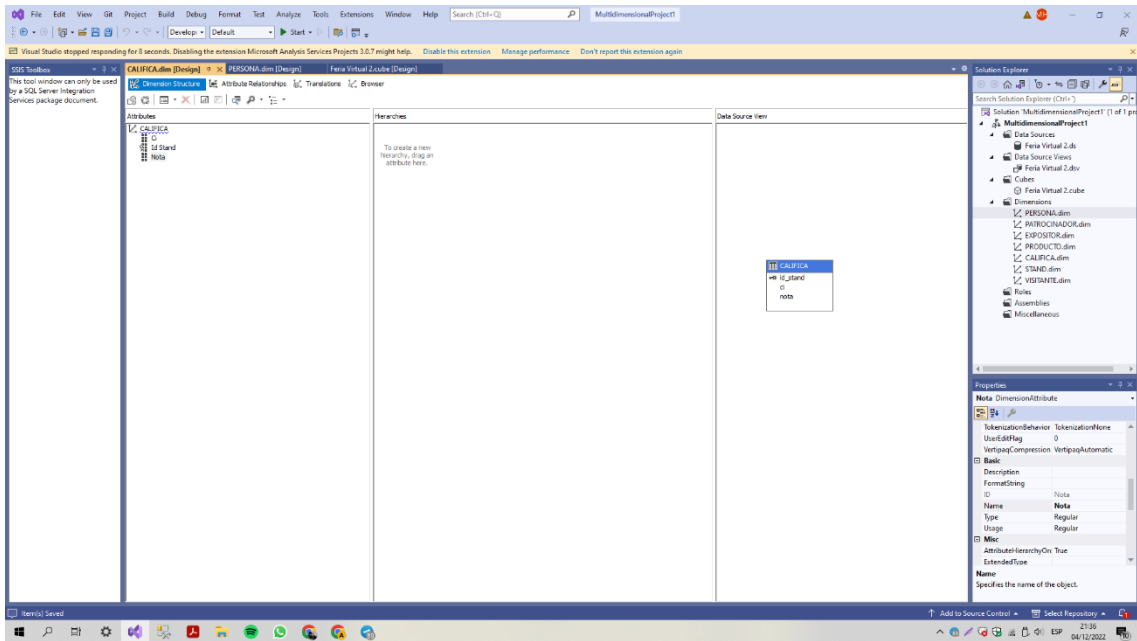 File Edit View Git Project Build Debug Format Test Analyze Tools Extensions Window Help Search (Ctrl+Q) MultidimensionalProject1
Develop Default Start
Visual Studio stopped responding for 8 seconds. Disabling the extension Microsoft Analysis Services Projects 3.0.7 might help. Disable this extension Manage performance Don't report this extension again
SSIS Toolbox
This tool window can only be used
by a SQL Server Integration
Services package document.
CALIFICA.dim [Design] PERSONA.dim [Design] Feria Virtual 2.cube [Design]
Dimension Structure Attribute Relationships Translations Browser
Attributes
CALIFICA
Ci
Id Stand
Nota
Hierarchies
To create a new
hierarchy, drag an
attribute here.
Data Source View
CALIFICA
id_stand
ci
nota
Solution Explorer
Search Solution Explorer (Ctrl+')
Solution 'MultidimensionalProject1' (1 of 1 pro
MultidimensionalProject1
Data Sources
Feria Virtual 2.ds
Data Source Views
Feria Virtual 2.dsv
Cubes
Feria Virtual 2.cube
Dimensions
PERSONA.dim
PATROCINADOR.dim
EXPOSITOR.dim
PRODUCTO.dim
CALIFICA.dim
STAND.dim
VISITANTE.dim
Roles
Assemblies
Miscellaneous
Properties
Nota DimensionAttribute
TokenizationBehavior TokenizationNone
UserEditFlag 0
VertipaqCompression VertipaqAutomatic
Basic
Description
FormatString
ID Nota
Name Nota
Type Regular
Usage Regular
Misc
AttributeHierarchyOrc True
ExtendedType
Name
Specifies the name of the object.
Item(s) Saved
Add to Source Control Select Repository
ESP
21:36
04/12/2022